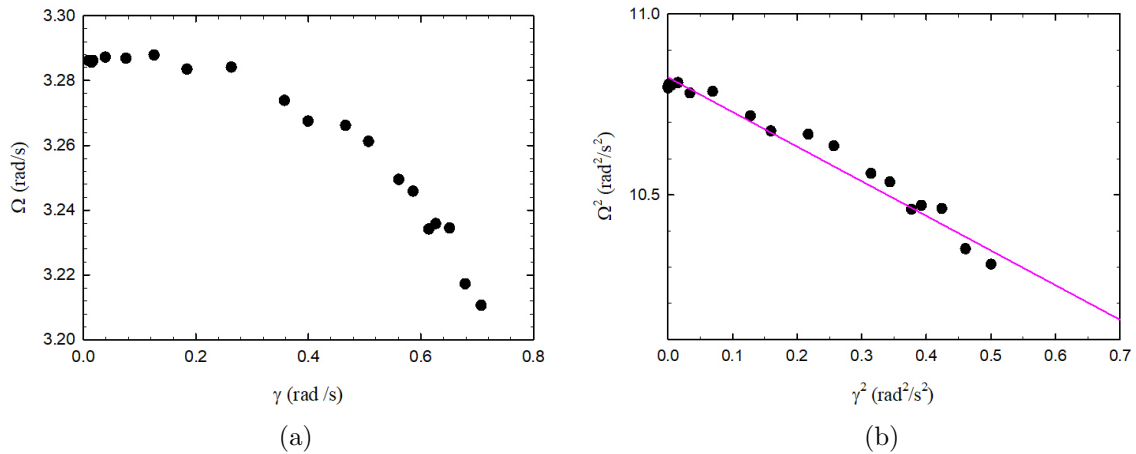 3.30
3.28
3.26
3.24
3.22
3.20
Ω (rad/s)
0.0 0.2 0.4 0.6 0.8
γ (rad /s)
(a)
11.0
10.5
Ω² (rad²/s²)
0.0 0.1 0.2 0.3 0.4 0.5 0.6 0.7
γ² (rad²/s²)
(b)